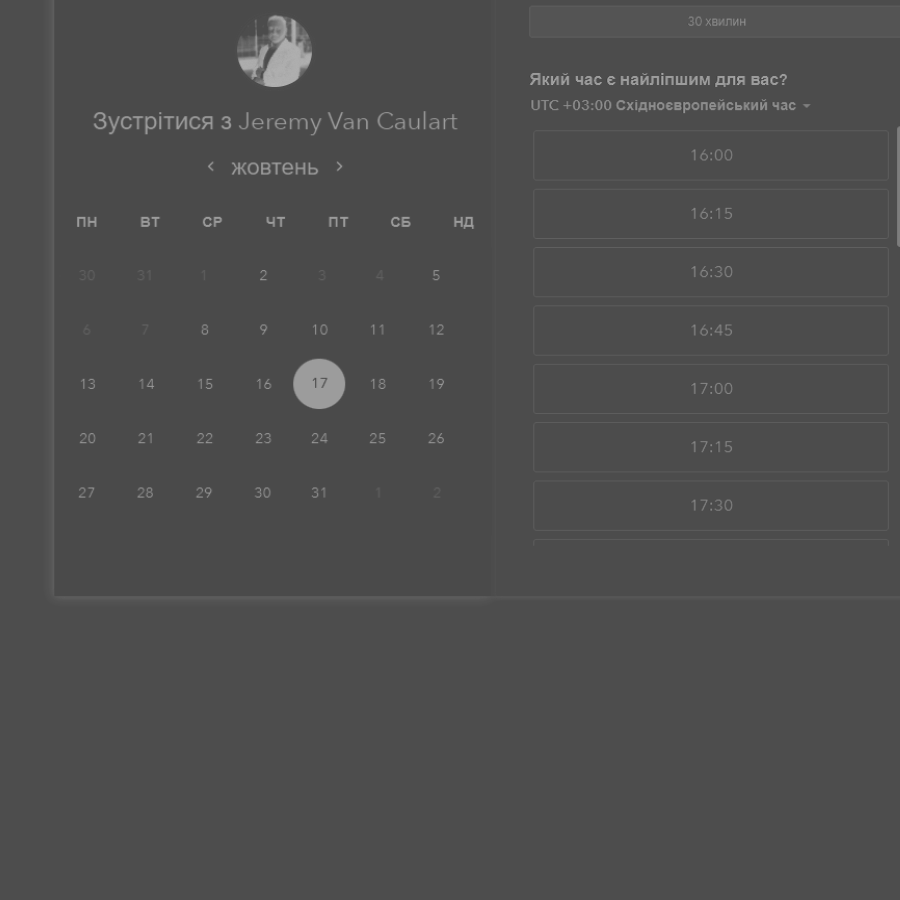 Зустрітися з Jeremy Van Caulart
жовтень
ПН ВТ СР ЧТ ПТ СБ НД
30 31 1 2 3 4 5
6 7 8 9 10 11 12
13 14 15 16 17 18 19
20 21 22 23 24 25 26
27 28 29 30 31 1 2
30 хвилин
Який час є найліпшим для вас?
UTC +03:00 Східноєвропейський час
16:00
16:15
16:30
16:45
17:00
17:15
17:30